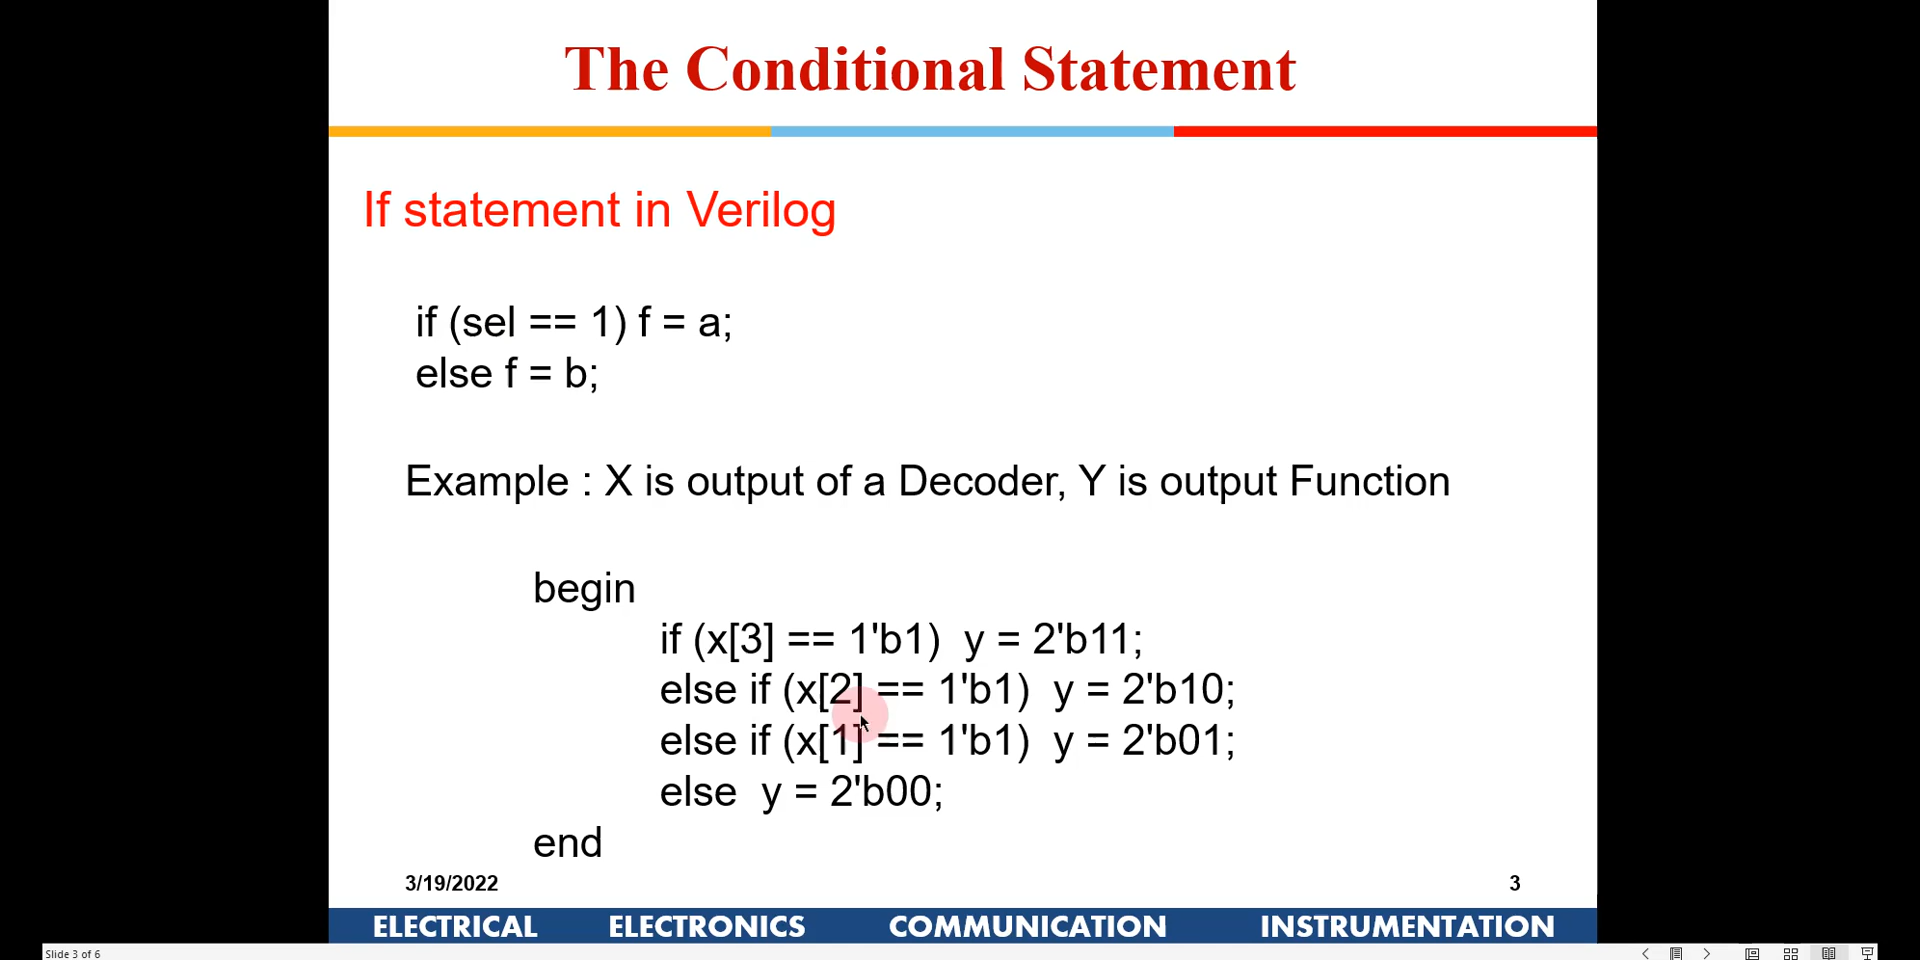 The Conditional Statement
If statement in Verilog
if (sel == 1) f = a;
else f = b;
Example : X is output of a Decoder, Y is output Function
begin
if (x[3] == 1'b1)  y = 2'b11;
else if (x[2] == 1'b1)  y = 2'b10;
else if (x[1] == 1'b1)  y = 2'b01;
else  y = 2'b00;
end
3/19/2022 3
ELECTRICAL ELECTRONICS COMMUNICATION INSTRUMENTATION
Slide 3 of 6